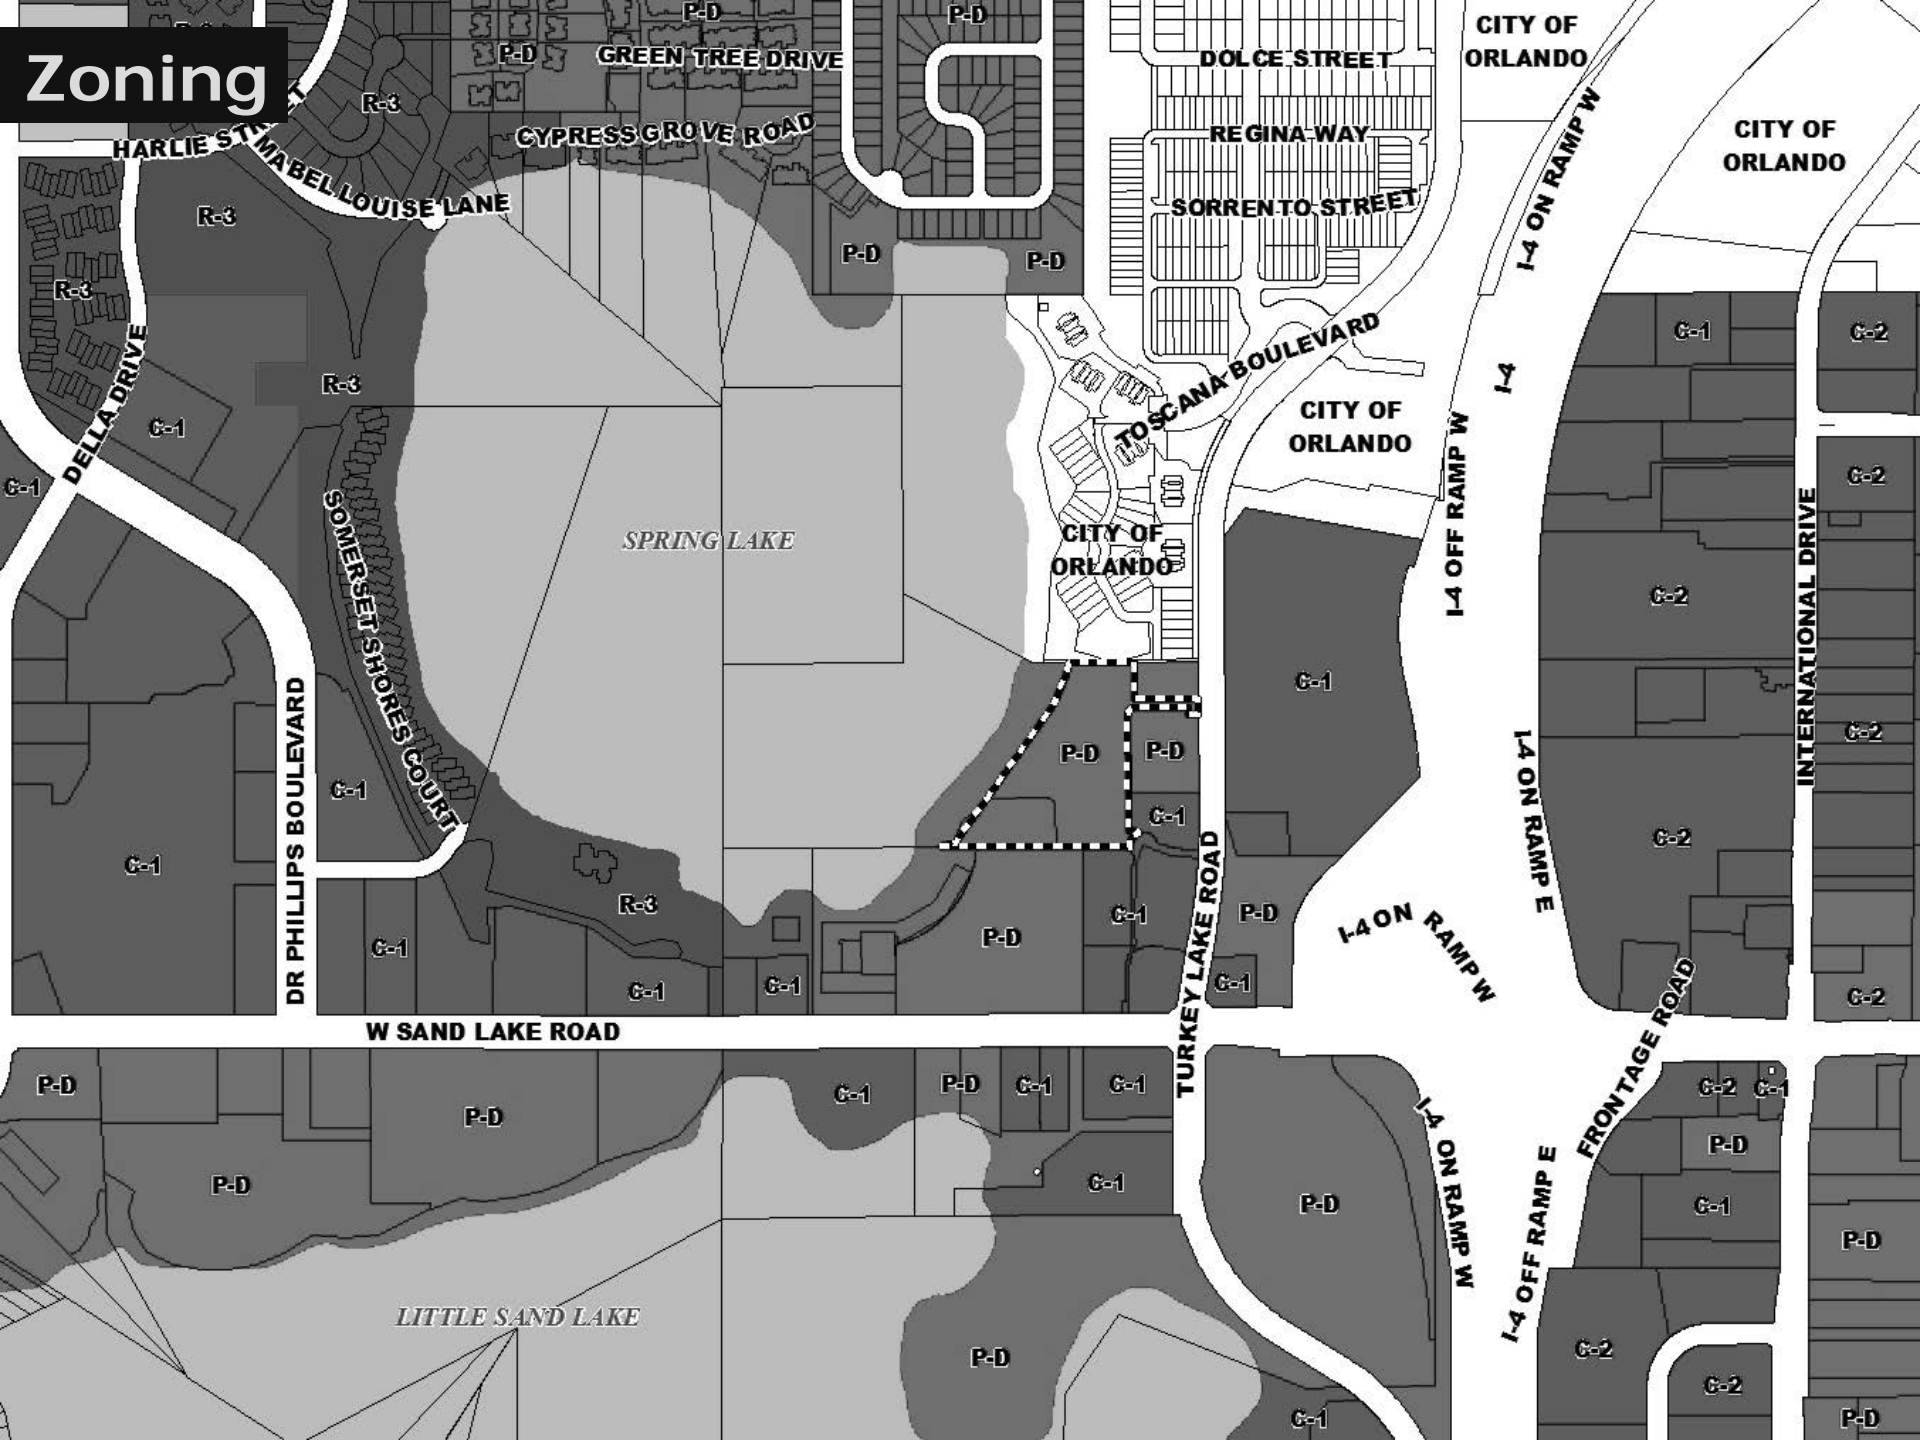 P-D
P-D
CITY OF
ORLANDO
P-D
GREEN TREE DRIVE
DOLCE STREET
Zoning
R-3
CYPRESS GROVE ROAD
REGINA WAY
I-4 ON RAMP W
CITY OF
ORLANDO
HARLIE STREET
MABEL LOUISE LANE
R-3
SORRENTO STREET
P-D
P-D
R-3
TOSCANA BOULEVARD
C-1
C-2
DELLA DRIVE
R-3
I-4
CITY OF
ORLANDO
C-1
C-1
I-4 OFF RAMP W
C-2
SOMERSET SHORES COURT
SPRING LAKE
CITY OF
ORLANDO
C-2
INTERNATIONAL DRIVE
C-1
DR PHILLIPS BOULEVARD
P-D
P-D
C-2
C-1
C-1
I-4 ON RAMP E
C-2
C-1
R-3
C-1
P-D
I-4 ON RAMP W
TURKEY LAKE ROAD
C-1
P-D
C-1
C-1
C-1
C-2
FRONTAGE ROAD
W SAND LAKE ROAD
P-D
P-D
C-1
P-D
C-1
C-1
C-2
C-1
I-4 ON RAMP W
P-D
P-D
C-1
P-D
C-1
I-4 OFF RAMP E
P-D
LITTLE SAND LAKE
P-D
C-2
C-2
C-1
P-D